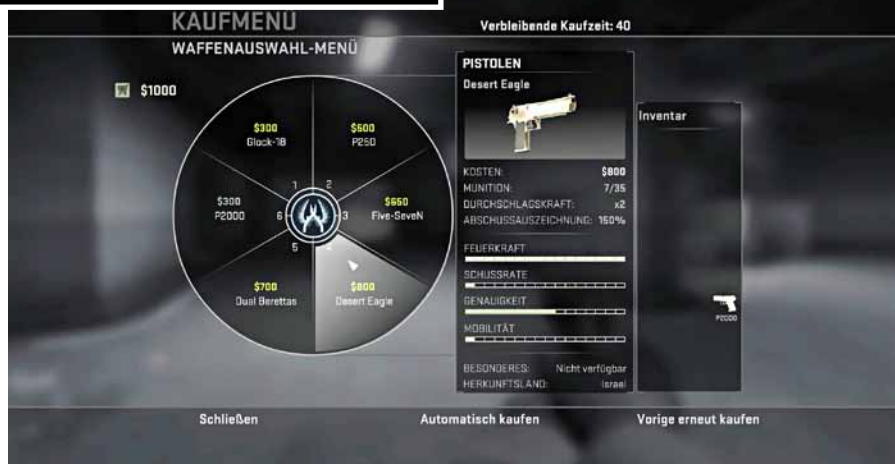 KAUFMENÜ
Verbleibende Kaufzeit: 40
WAFFENAUSWAHL-MENÜ
$1000
$300
Glock-18
$500
P250
$300
P2000
$650
Five-SeveN
$700
Dual Berettas
$800
Desert Eagle
1
2
3
4
5
6
PISTOLEN
Desert Eagle
KOSTEN: $800
MUNITION: 7/35
DURCHSCHLAGSKRAFT: x2
ABSCHUSSAUSZEICHNUNG: 150%
FEUERKRAFT
SCHUSSRATE
GENAUIGKEIT
MOBILITÄT
BESONDERES: Nicht verfügbar
HERKUNFTSLAND: Israel
Inventar
P2000
Schließen
Automatisch kaufen
Vorige erneut kaufen